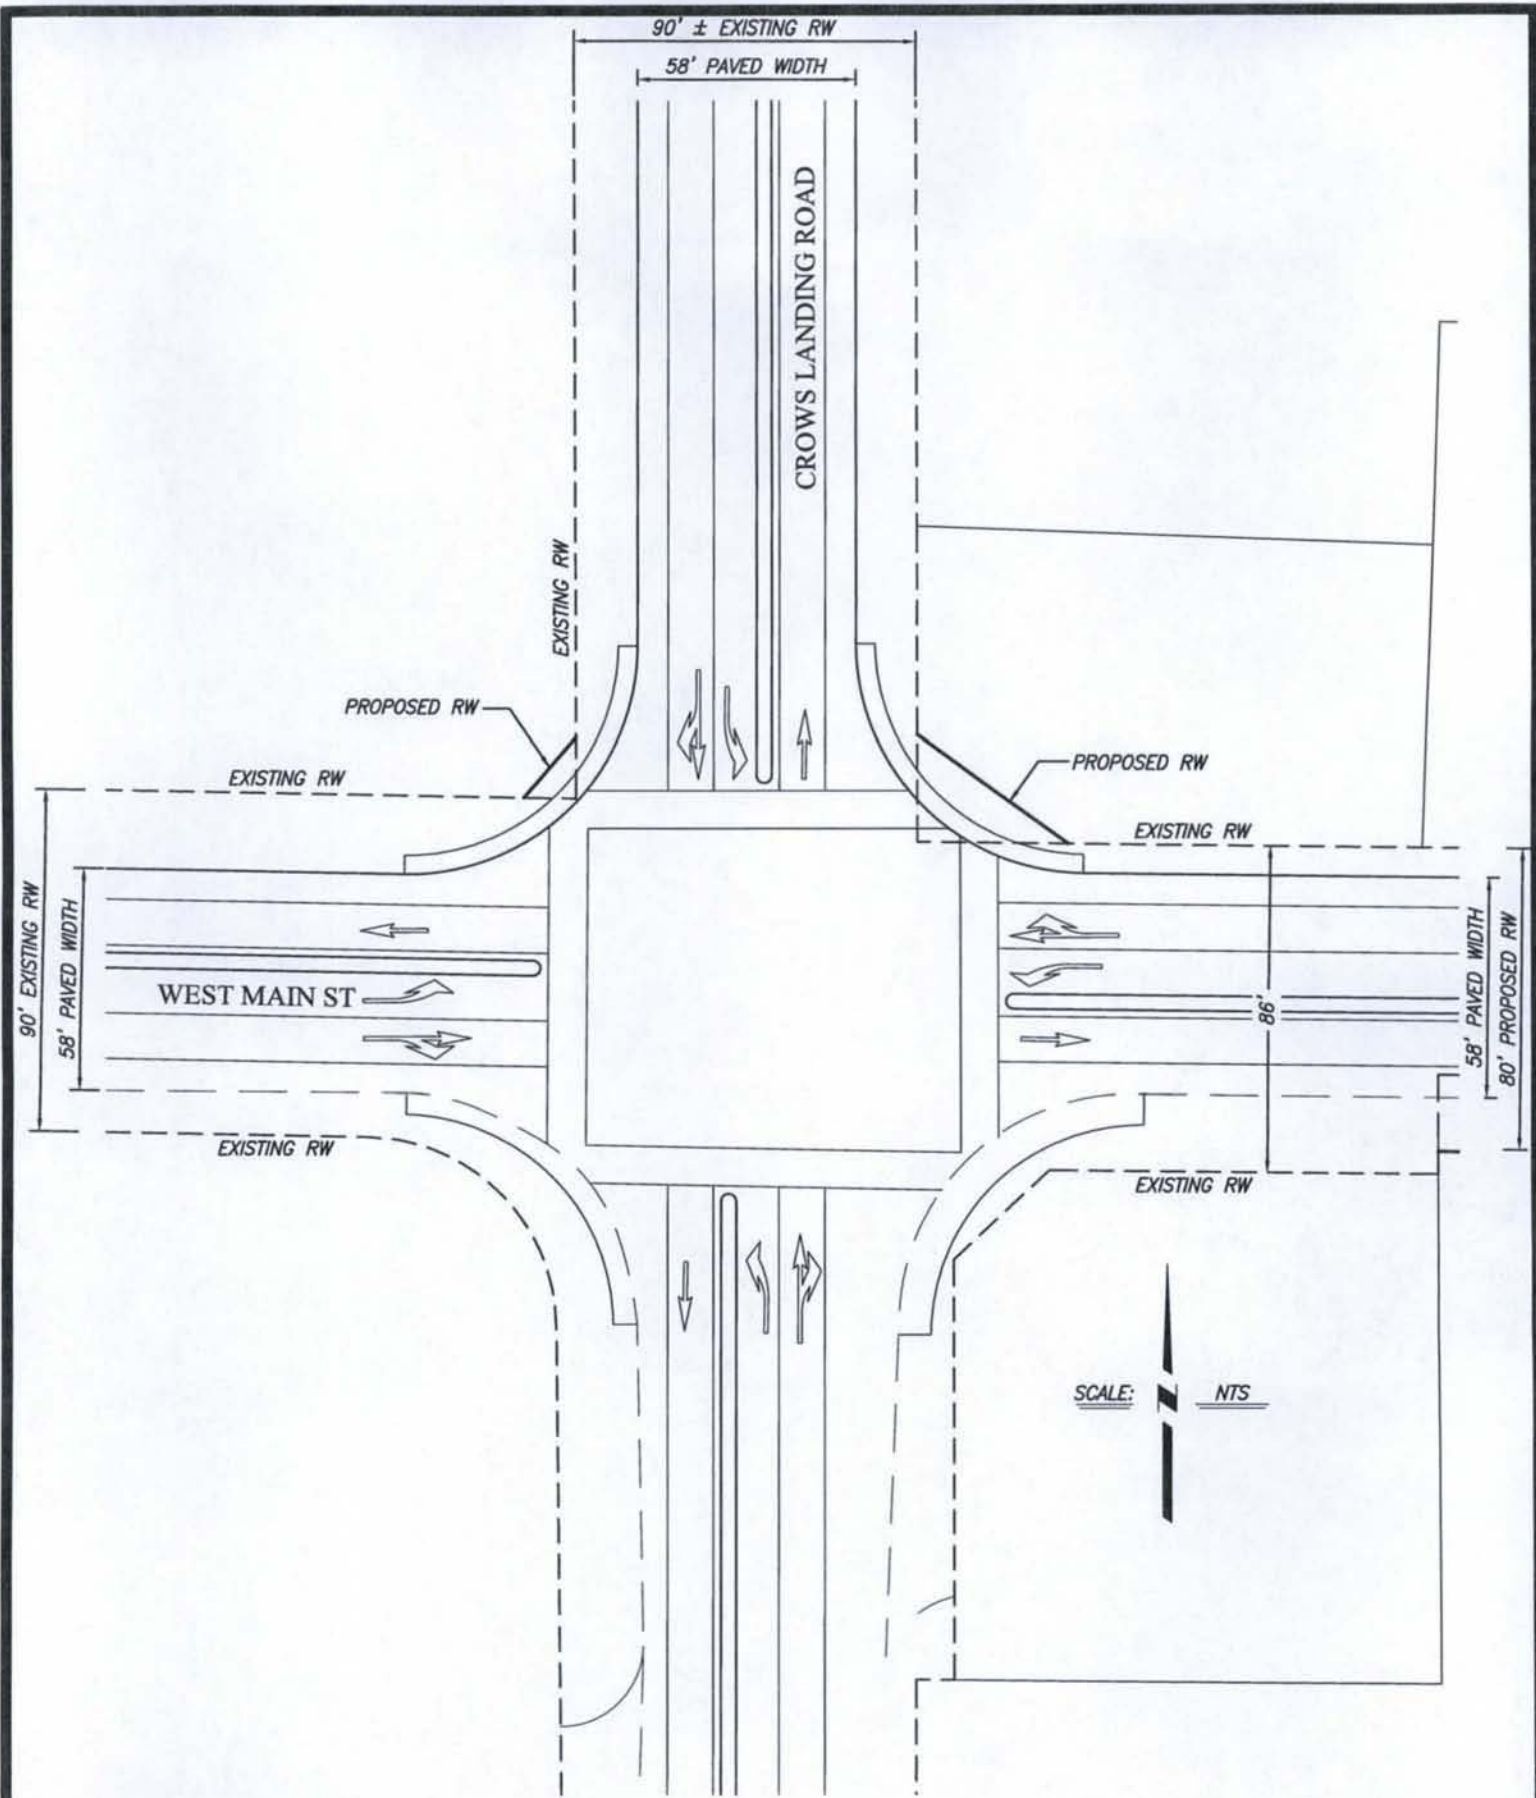 90' ± EXISTING RW
58' PAVED WIDTH
CROWS LANDING ROAD
EXISTING RW
PROPOSED RW
EXISTING RW
PROPOSED RW
EXISTING RW
90' EXISTING RW
58' PAVED WIDTH
WEST MAIN ST
86'
58' PAVED WIDTH
80' PROPOSED RW
EXISTING RW
EXISTING RW
SCALE: N NTS